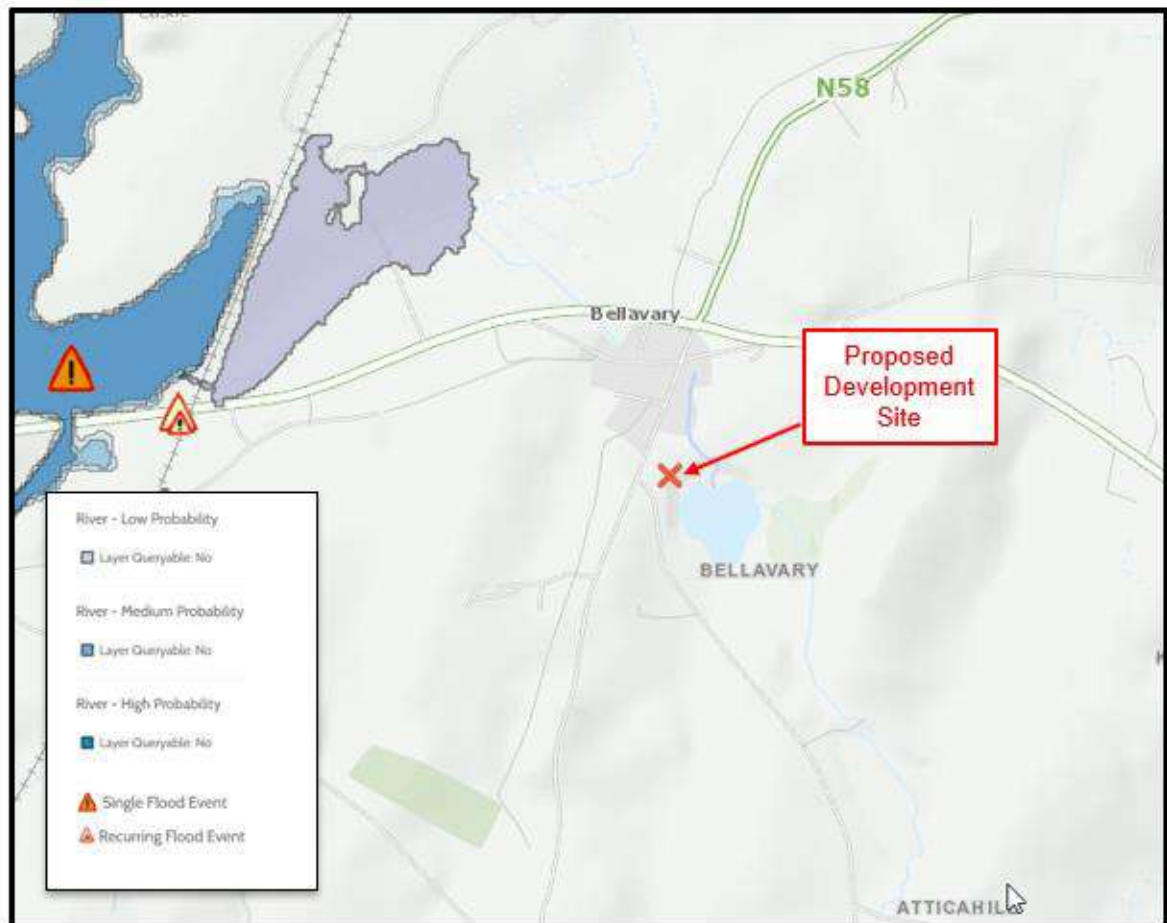 N58
Bellavary
Proposed
Development
Site
BELLAVARY
River - Low Probability
Layer Queryable: No
River - Medium Probability
Layer Queryable: No
River - High Probability
Layer Queryable: No
Single Flood Event
Recurring Flood Event